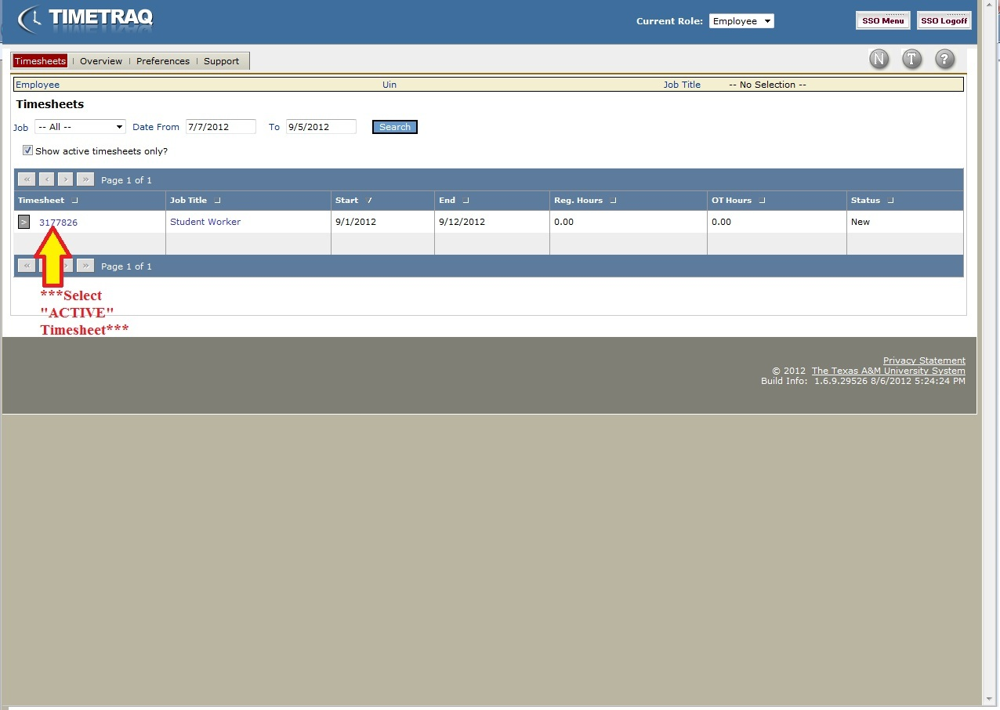 TIMETRAQ
Current Role: Employee SSO Menu SSO Logoff
Timesheets | Overview | Preferences | Support N T ?
Employee Uin Job Title -- No Selection --
Timesheets
Job -- All -- Date From 7/7/2012 To 9/5/2012 Search
Show active timesheets only?
« ‹ › » Page 1 of 1
Timesheet Job Title Start End Reg. Hours OT Hours Status
> 3177826 Student Worker 9/1/2012 9/12/2012 0.00 0.00 New
« › » Page 1 of 1
***Select
"ACTIVE"
Timesheet***
Privacy Statement
© 2012 The Texas A&M University System
Build Info: 1.6.9.29526 8/6/2012 5:24:24 PM